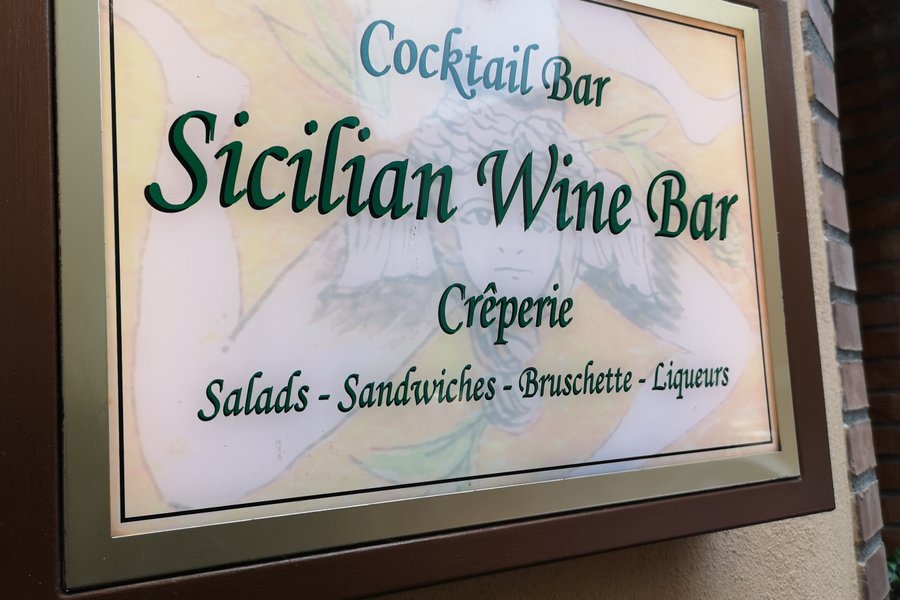 Cocktail Bar
Sicilian Wine Bar
Crêperie
Salads - Sandwiches - Bruschette - Liqueurs